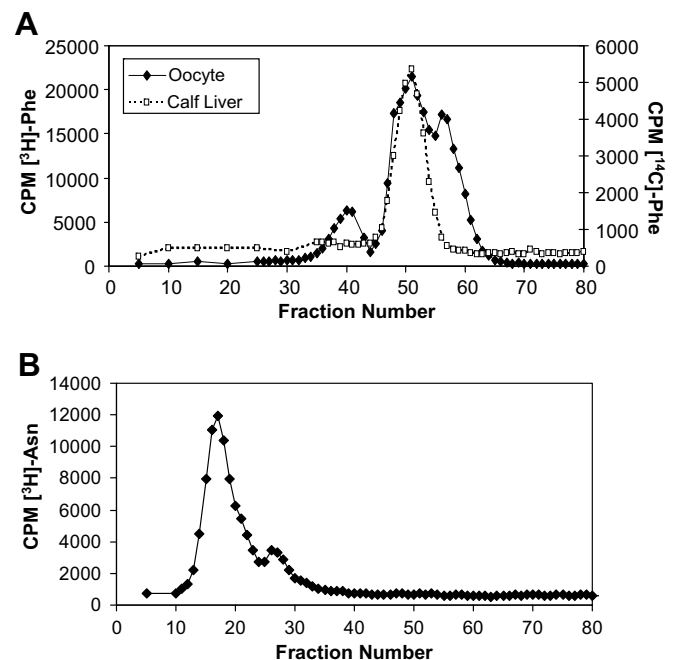 A
CPM [³H]-Phe
25000
20000
15000
10000
5000
0
Oocyte
Calf Liver
6000
5000
4000
3000
2000
1000
0
CPM [¹⁴C]-Phe
0 10 20 30 40 50 60 70 80
Fraction Number
B
CPM [³H]-Asn
14000
12000
10000
8000
6000
4000
2000
0
0 10 20 30 40 50 60 70 80
Fraction Number